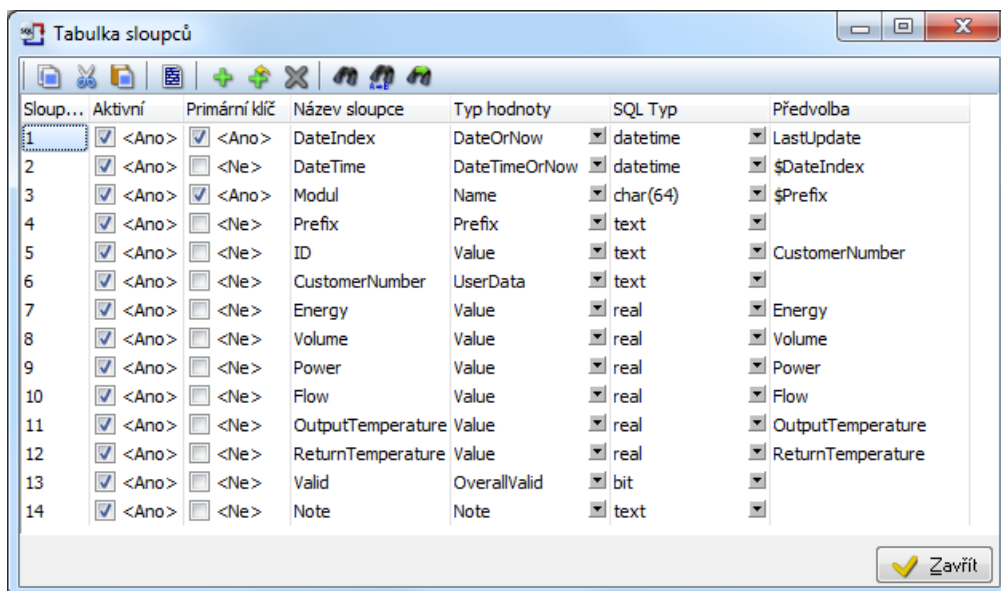 Tabulka sloupců
Sloup... Aktivní Primární klíč Název sloupce Typ hodnoty SQL Typ Předvolba
1 <Ano> <Ano> DateIndex DateOrNow datetime LastUpdate
2 <Ano> <Ne> DateTime DateTimeOrNow datetime $DateIndex
3 <Ano> <Ano> Modul Name char(64) $Prefix
4 <Ano> <Ne> Prefix Prefix text
5 <Ano> <Ne> ID Value text CustomerNumber
6 <Ano> <Ne> CustomerNumber UserData text
7 <Ano> <Ne> Energy Value real Energy
8 <Ano> <Ne> Volume Value real Volume
9 <Ano> <Ne> Power Value real Power
10 <Ano> <Ne> Flow Value real Flow
11 <Ano> <Ne> OutputTemperature Value real OutputTemperature
12 <Ano> <Ne> ReturnTemperature Value real ReturnTemperature
13 <Ano> <Ne> Valid OverallValid bit
14 <Ano> <Ne> Note Note text
Zavřít